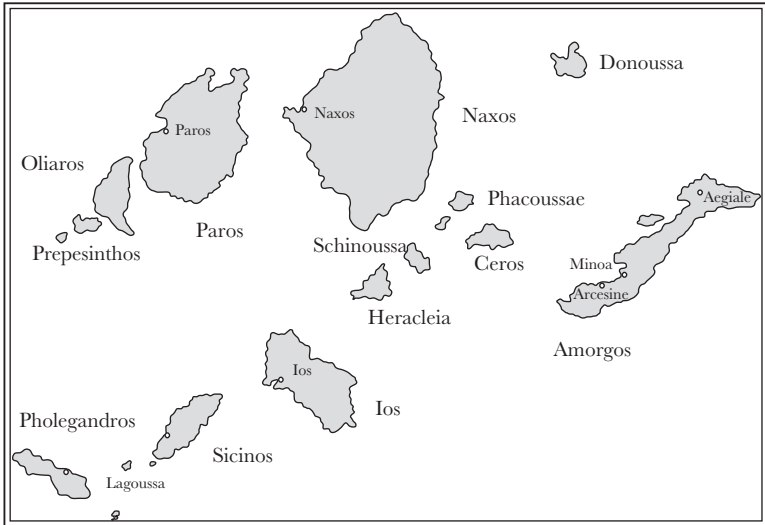 Donoussa
Naxos
Naxos
Paros
Oliaros
Phacoussae
Aegiale
Paros
Schinoussa
Prepesinthos
Ceros
Minoa
Arcesine
Heracleia
Amorgos
Ios
Ios
Pholegandros
Sicinos
Lagoussa